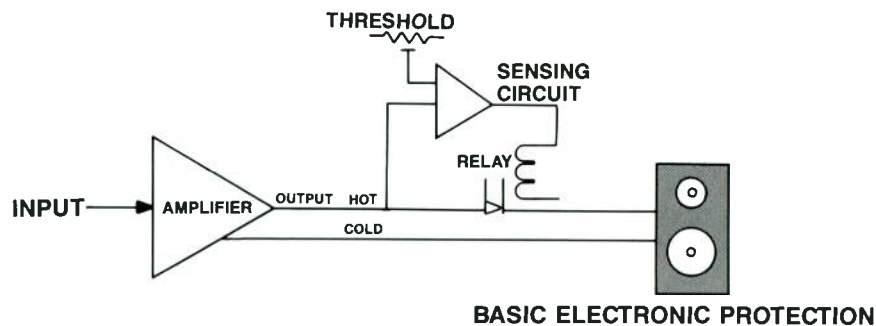 THRESHOLD
SENSING
CIRCUIT
RELAY
INPUT
AMPLIFIER
OUTPUT HOT
COLD
BASIC ELECTRONIC PROTECTION